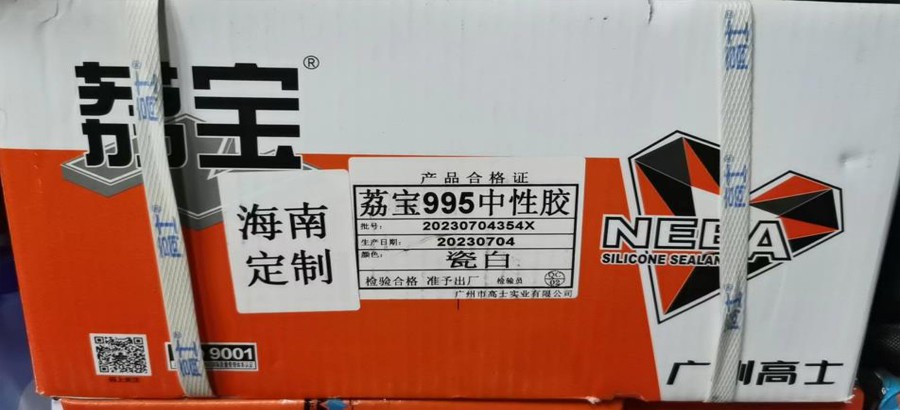 荔宝®
产品合格证
荔宝995中性胶
批号: 20230704354X
生产日期: 20230704
颜色: 瓷白
检验合格 准予出厂 检验员 QC 02
广州市高士实业有限公司
海南
定制
SILICONE SEALAN
9001
广州高士